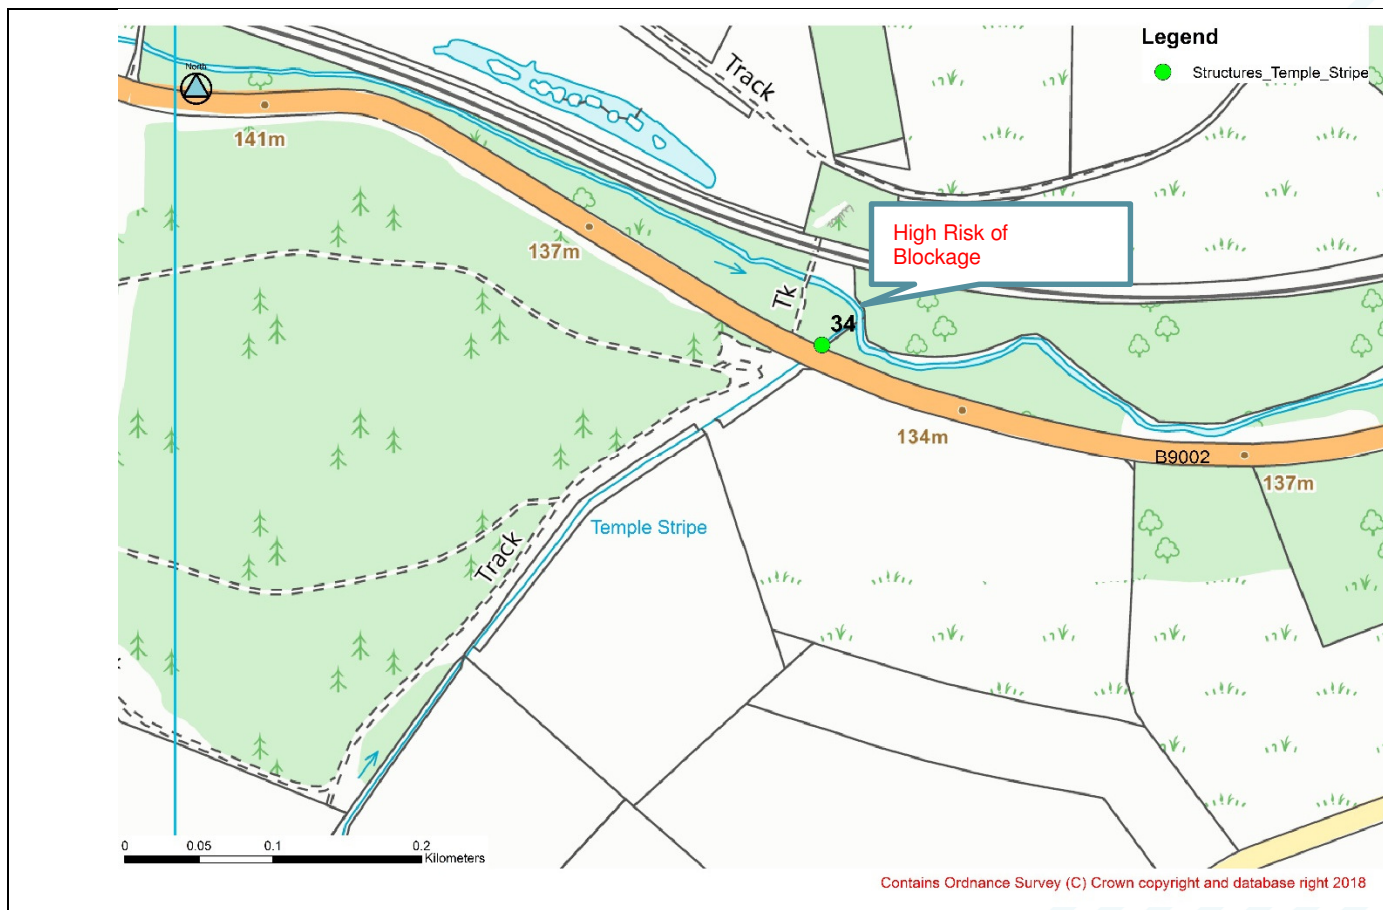 Legend
Structures_Temple_Stripe
North
Track
141m
137m
High Risk of
Blockage
Tk
34
134m
B9002
137m
Temple Stripe
Track
0 0.05 0.1 0.2
Kilometers
Contains Ordnance Survey (C) Crown copyright and database right 2018